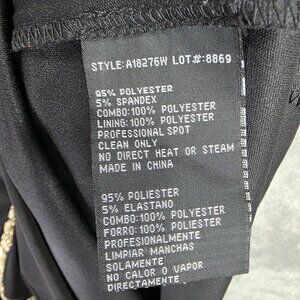 STYLE:A18276W LOT#:8869
95% POLYESTER
5% SPANDEX
COMBO:100% POLYESTER
LINING:100% POLYESTER
PROFESSIONAL SPOT
CLEAN ONLY
NO DIRECT HEAT OR STEAM
MADE IN CHINA
95% POLIESTER
5% ELASTANO
COMBO:100% POLYESTER
FORRO:100% POLYESTER
PROFESIONALMENTE
LIMPIAR MANCHAS
SOLAMENTE
NO CALOR O VAPOR
DIRECTAMENTE